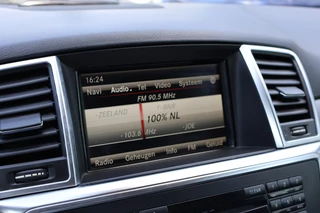 16:24
Navi Audio Tel Video Systeem
FM 90.5 MHz
-ZEELAND
100% NL
-103.6 -JOE
Radio Geheugen Info FM Geluid